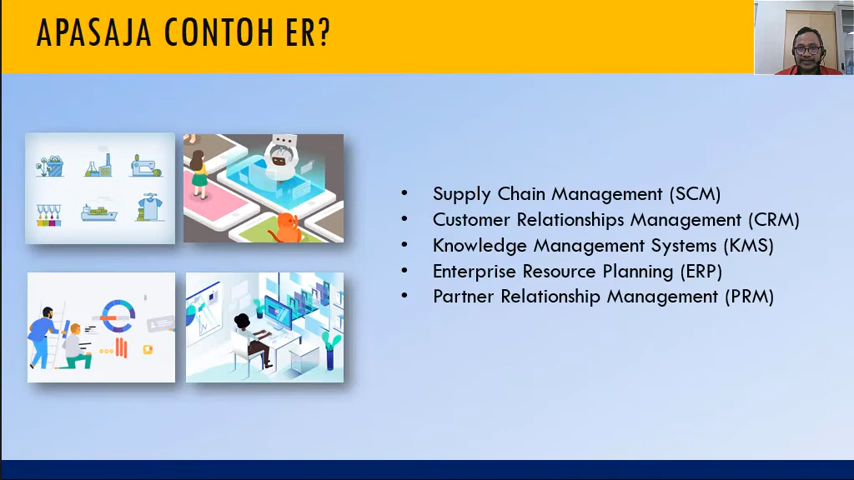 APASAJA CONTOH ER?
• Supply Chain Management (SCM)
• Customer Relationships Management (CRM)
• Knowledge Management Systems (KMS)
• Enterprise Resource Planning (ERP)
• Partner Relationship Management (PRM)